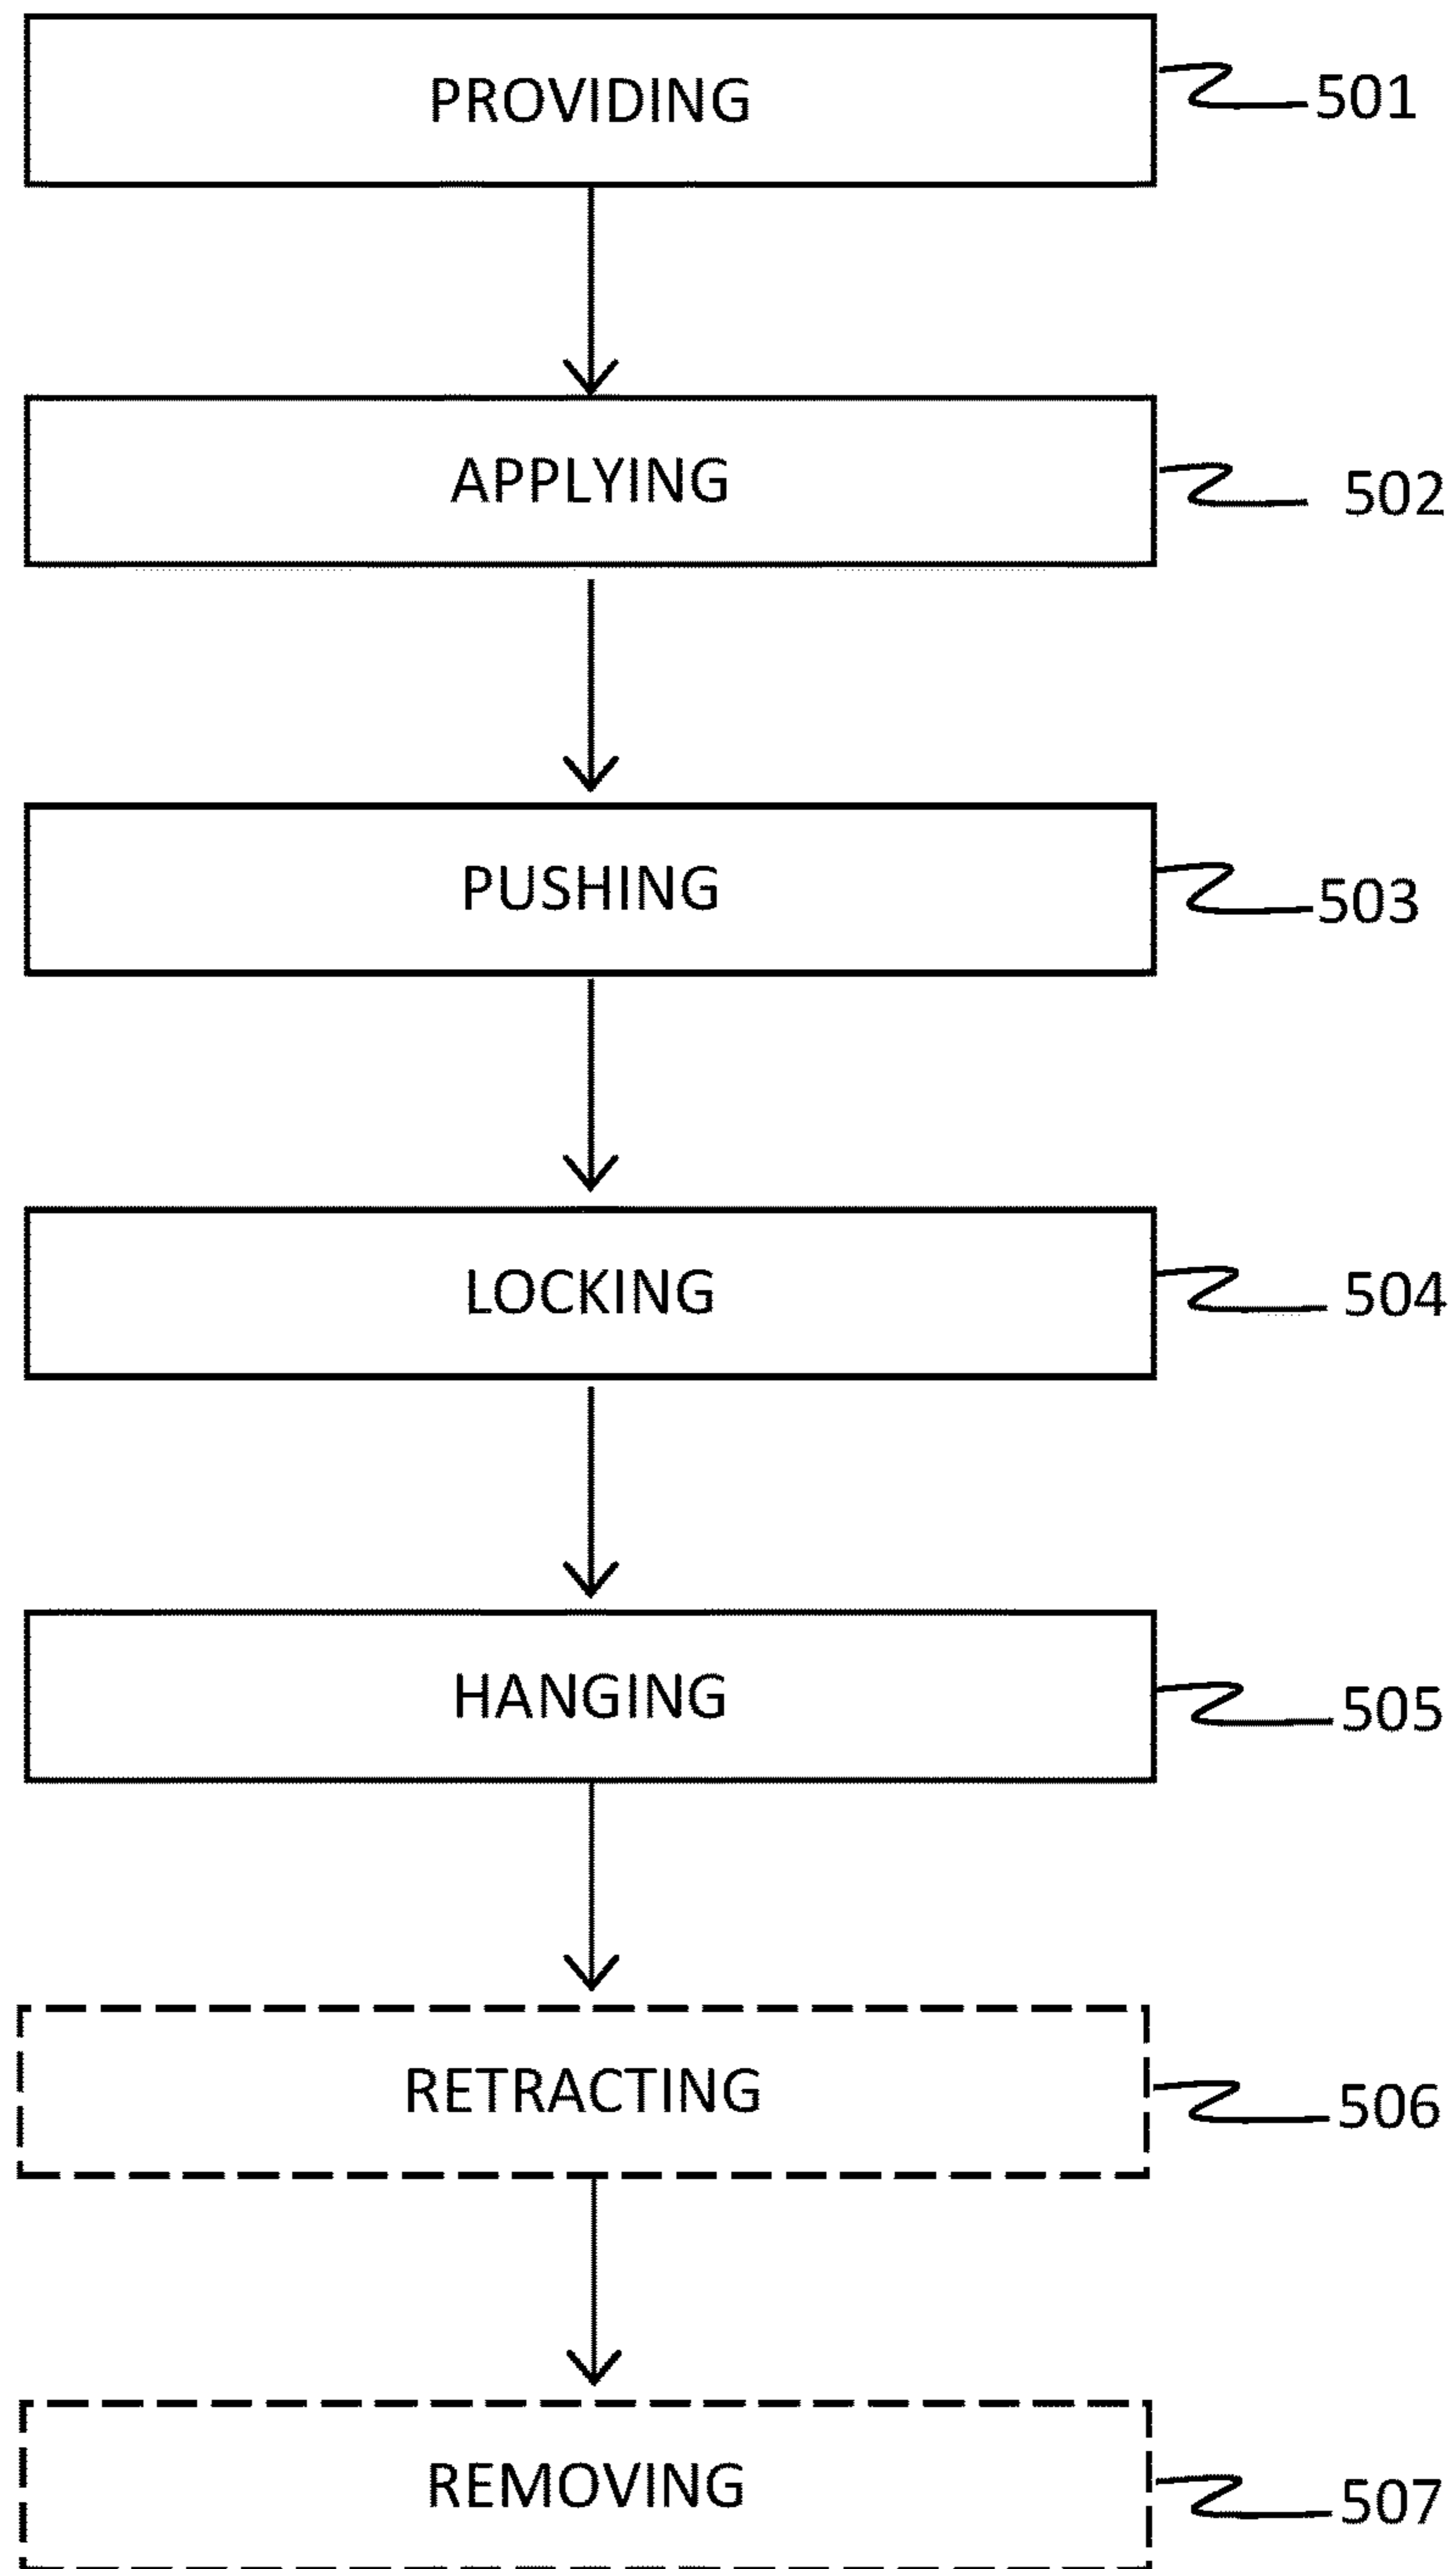 PROVIDING 501
APPLYING 502
PUSHING 503
LOCKING 504
HANGING 505
RETRACTING 506
REMOVING 507